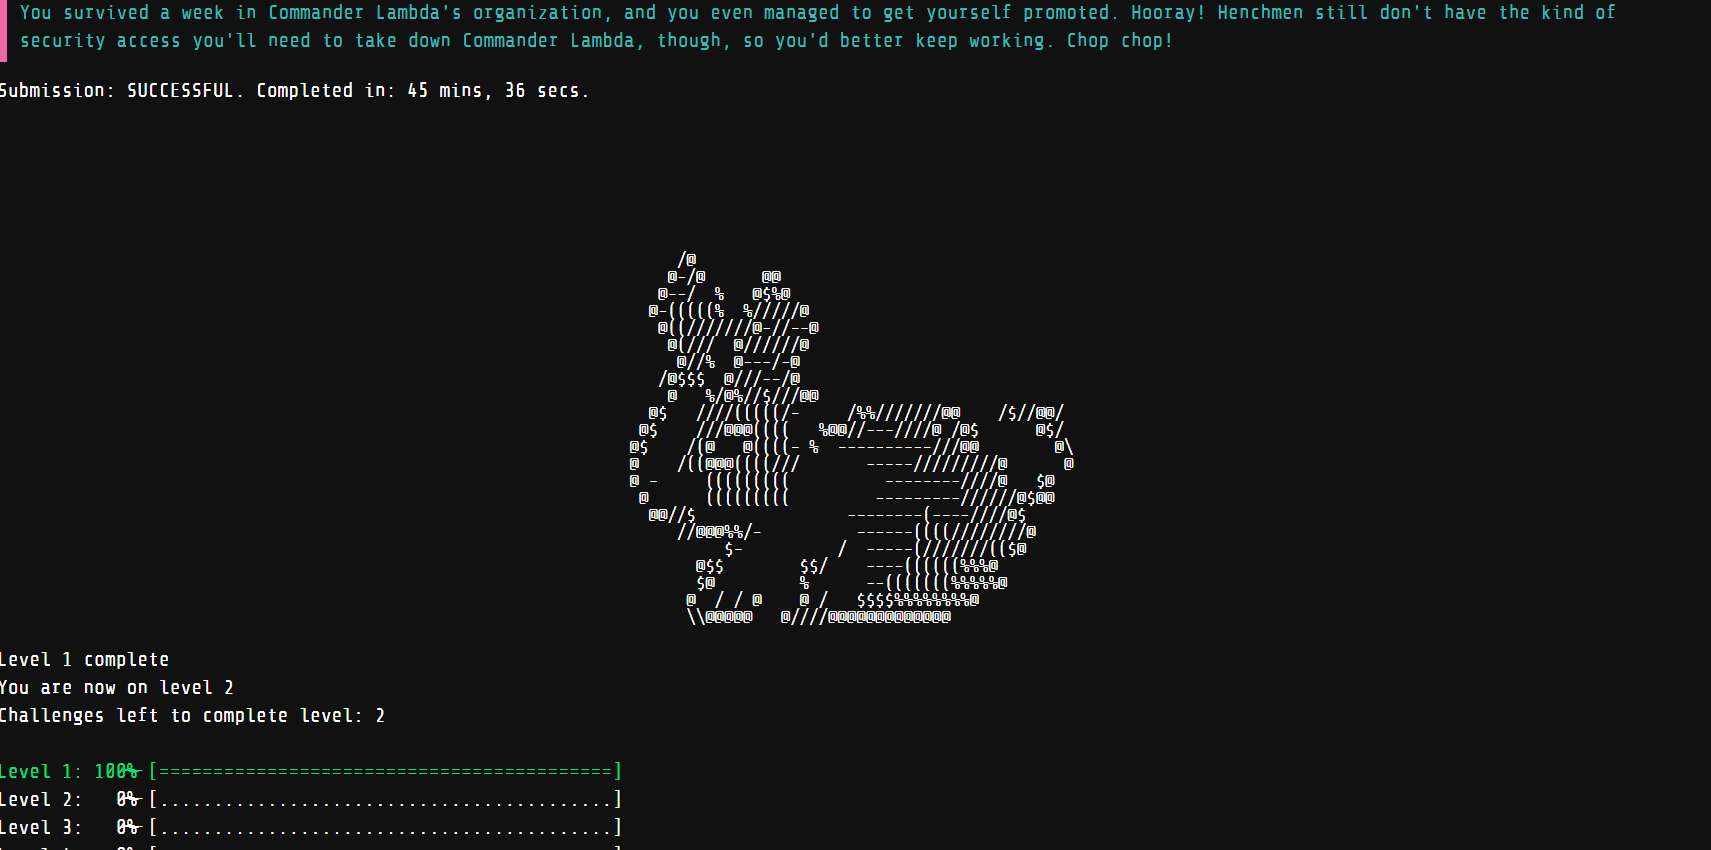 You survived a week in Commander Lambda's organization, and you even managed to get yourself promoted. Hooray! Henchmen still don't have the kind of
security access you'll need to take down Commander Lambda, though, so you'd better keep working. Chop chop!
Submission: SUCCESSFUL. Completed in: 45 mins, 36 secs.
Level 1 complete
You are now on level 2
Challenges left to complete level: 2
Level 1: 100% [==========================================]
Level 2: 0% [..........................................]
Level 3: 0% [..........................................]